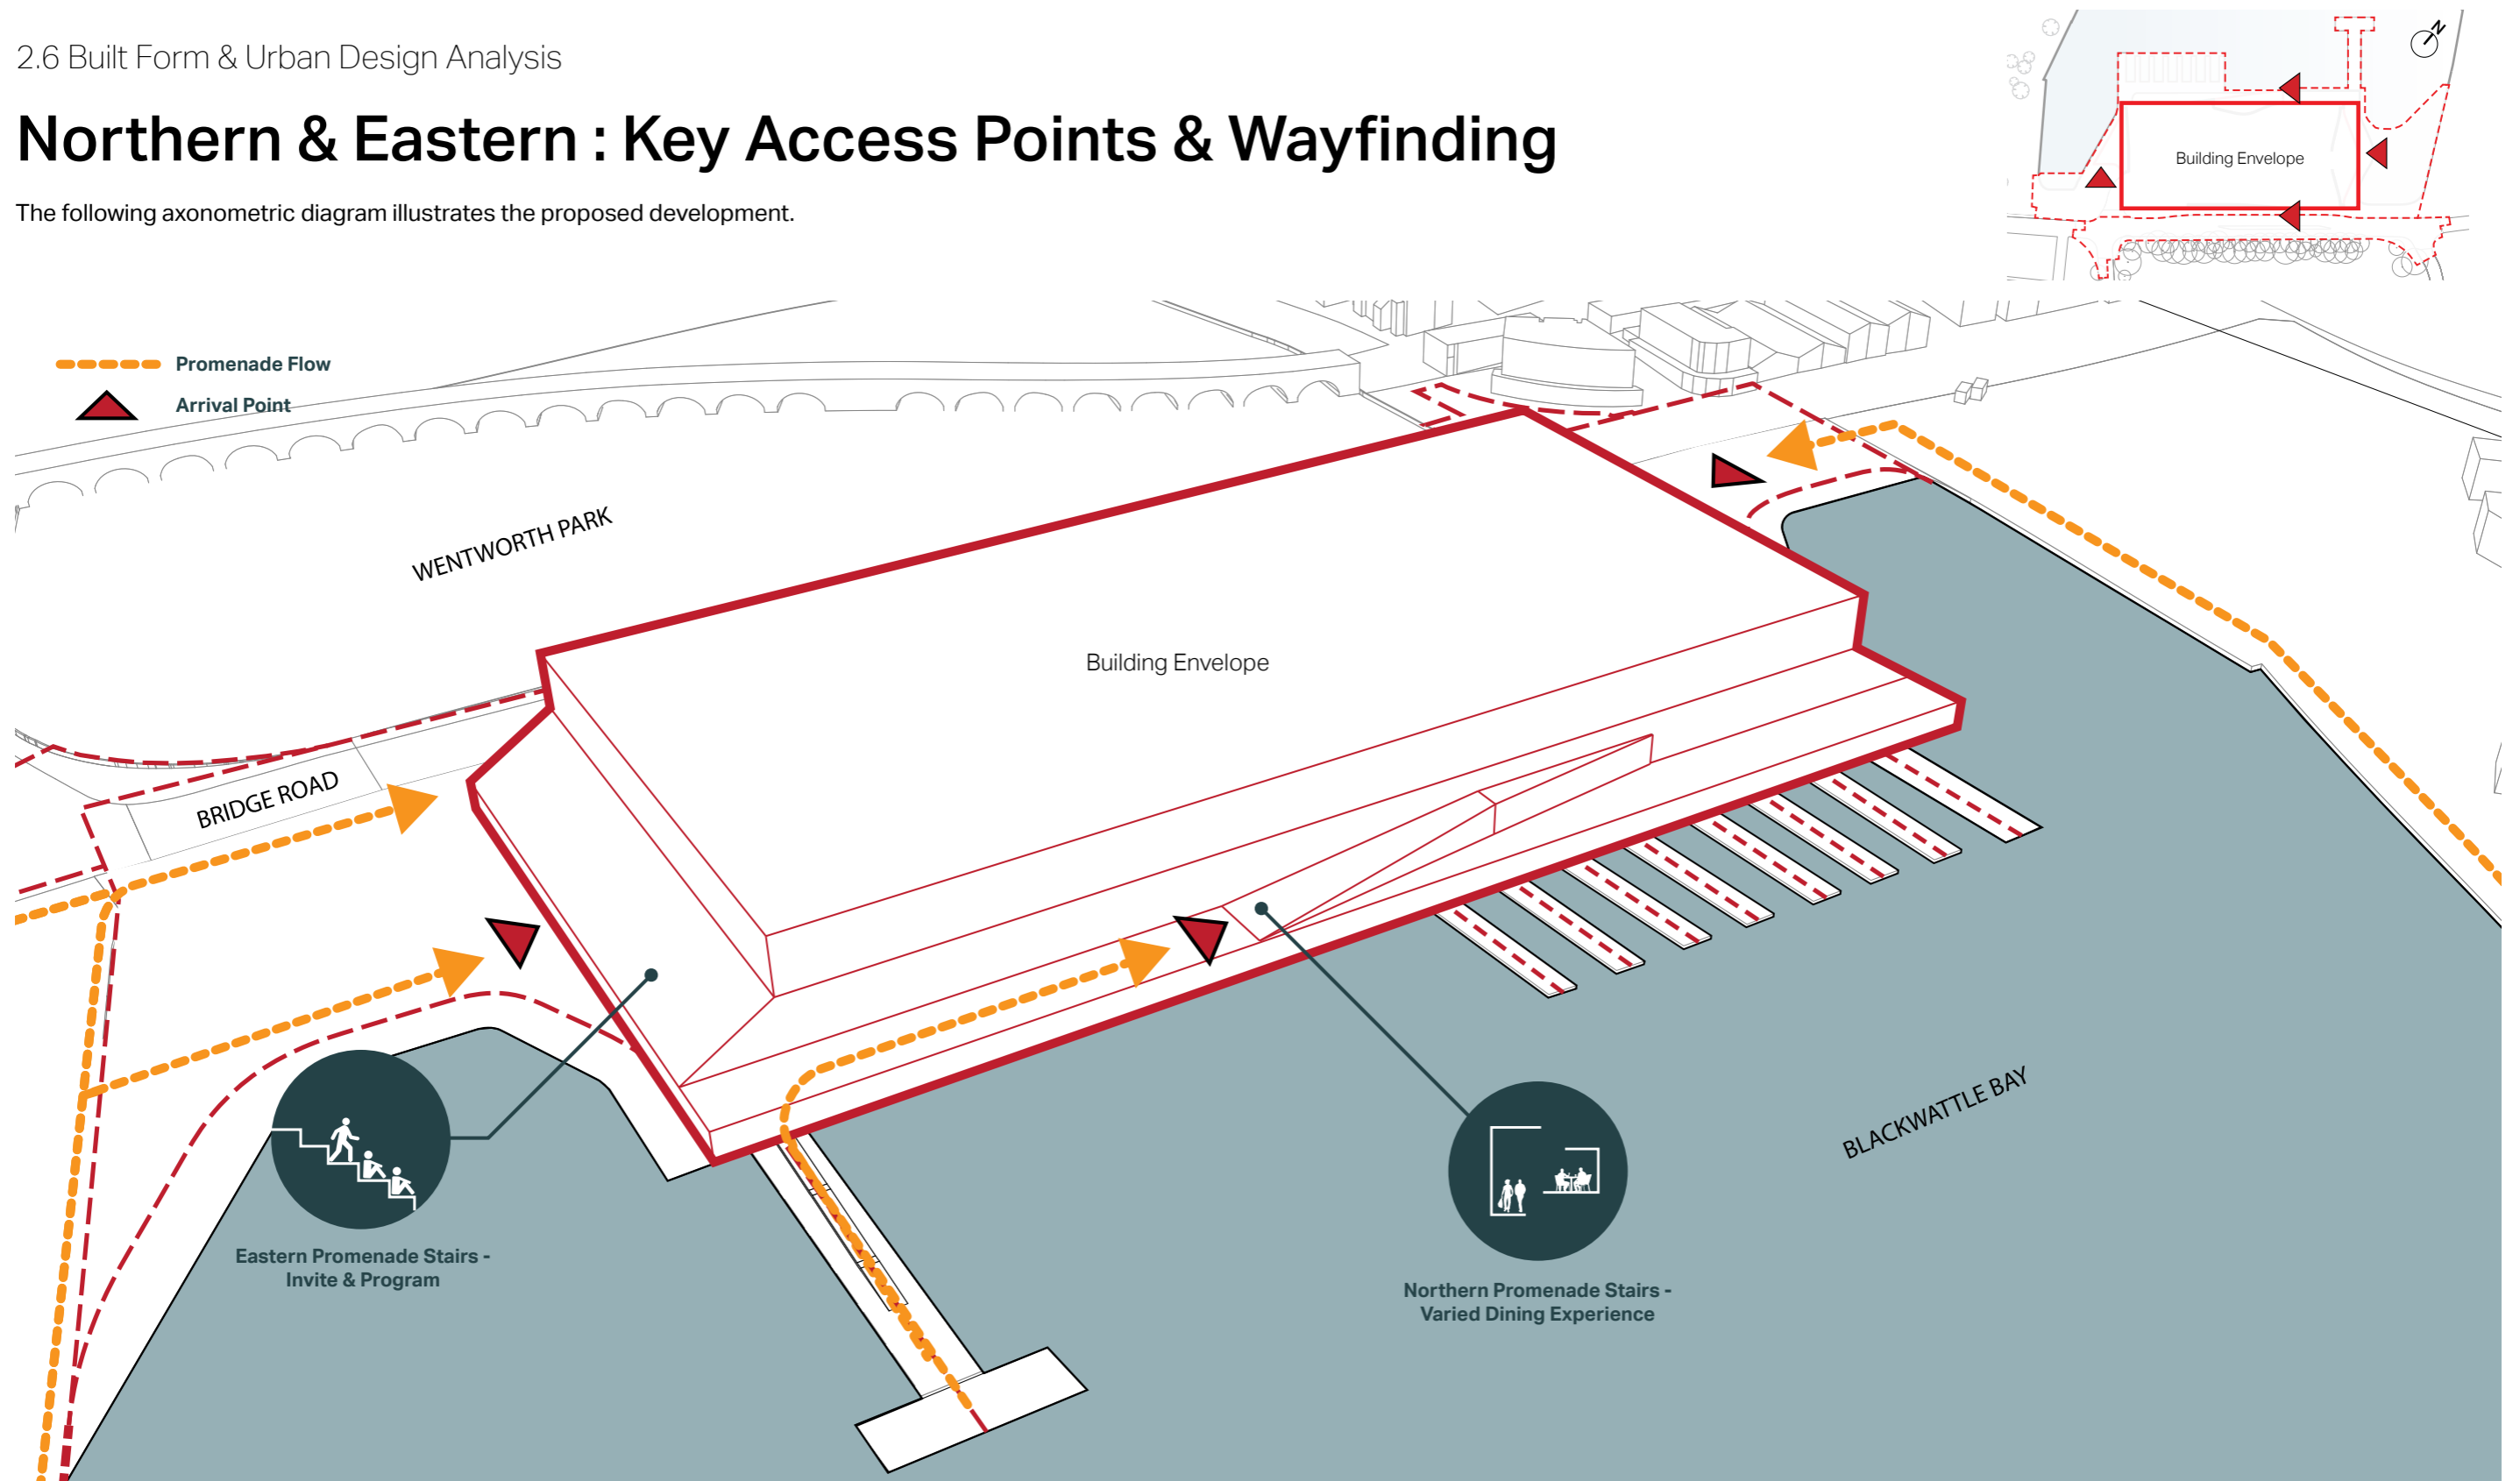 2.6 Built Form & Urban Design Analysis
Northern & Eastern : Key Access Points & Wayfinding
The following axonometric diagram illustrates the proposed development.
N
Building Envelope
Promenade Flow
Arrival Point
WENTWORTH PARK
Building Envelope
BRIDGE ROAD
BLACKWATTLE BAY
Eastern Promenade Stairs -
Invite & Program
Northern Promenade Stairs -
Varied Dining Experience